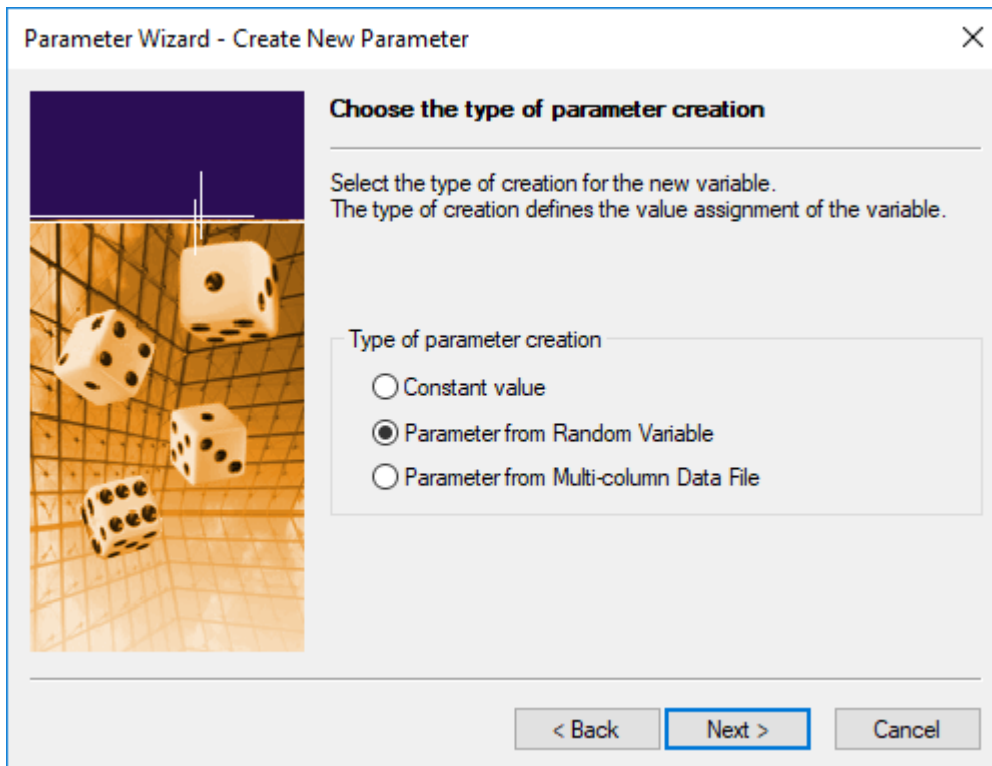 Parameter Wizard - Create New Parameter
Choose the type of parameter creation
Select the type of creation for the new variable.
The type of creation defines the value assignment of the variable.
Type of parameter creation
Constant value
Parameter from Random Variable
Parameter from Multi-column Data File
< Back Next > Cancel